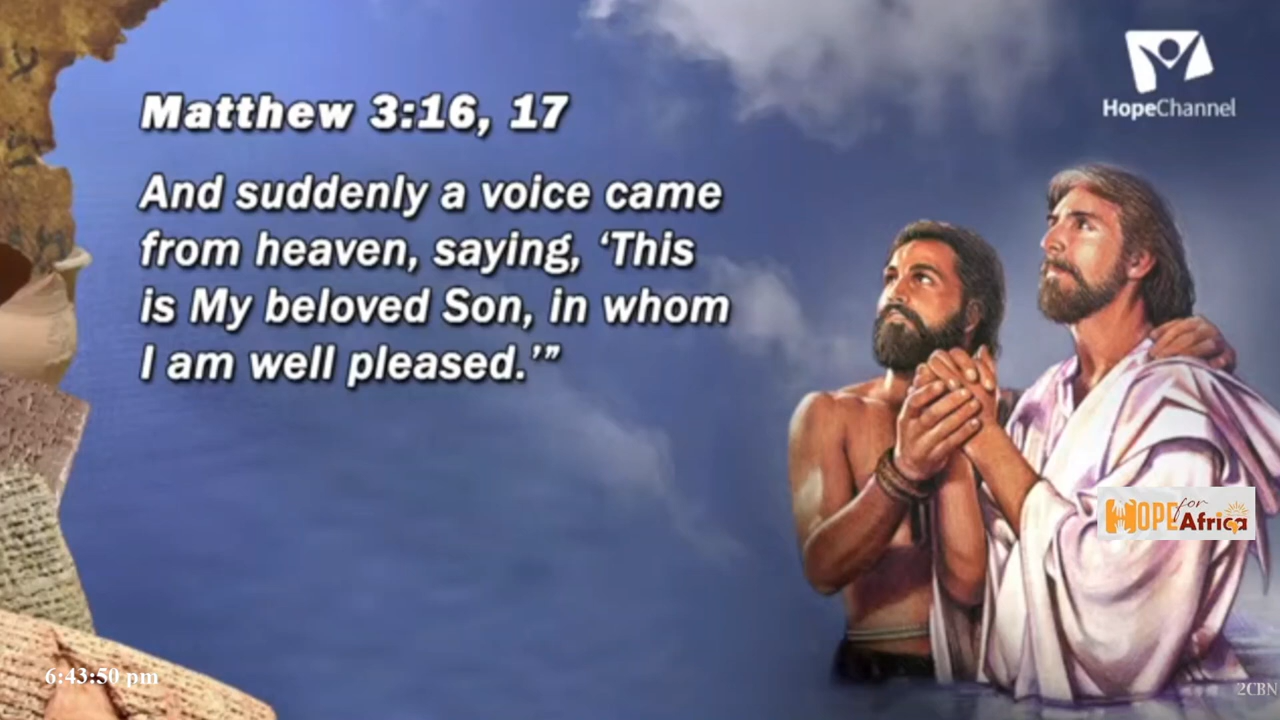 Matthew 3:16, 17
HopeChannel
And suddenly a voice came
from heaven, saying, ‘This
is My beloved Son, in whom
I am well pleased.’”
HOPE for Africa
6:43:50 pm
2CBN